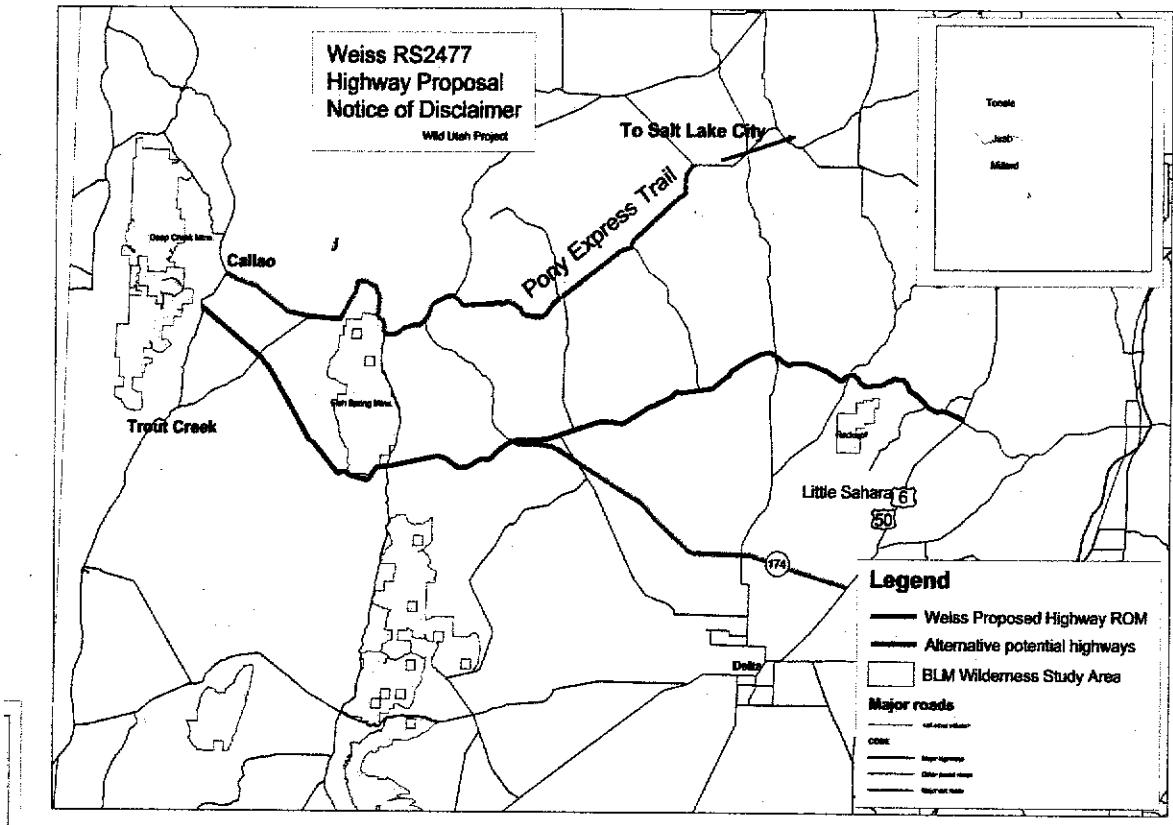 Weiss RS2477
Highway Proposal
Notice of Disclaimer
Wild Utah Project
To Salt Lake City
Tooele
Juab
Millard
Pony Express Trail
Deep Creek Mtns.
Callao
Fish Spring Mtns.
Trout Creek
Rockwell
Little Sahara
6
50
174
Delta
Legend
Weiss Proposed Highway ROM
Alternative potential highways
BLM Wilderness Study Area
Major roads